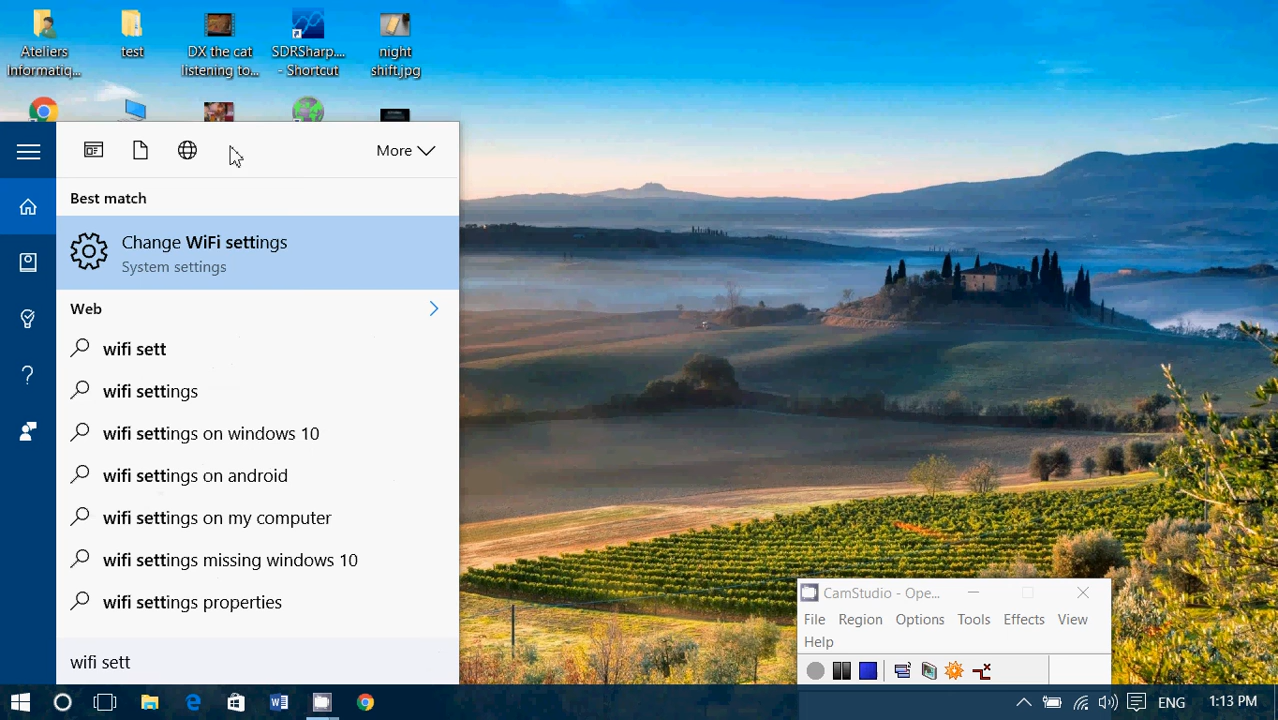 Ateliers
Informatiq...
test
DX the cat
listening to...
SDRSharp....
- Shortcut
night
shift.jpg
More
Best match
Change WiFi settings
System settings
Web
wifi sett
wifi settings
wifi settings on windows 10
wifi settings on android
wifi settings on my computer
wifi settings missing windows 10
wifi settings properties
wifi sett
CamStudio - Ope...
File Region Options Tools Effects View
Help
ENG 1:13 PM